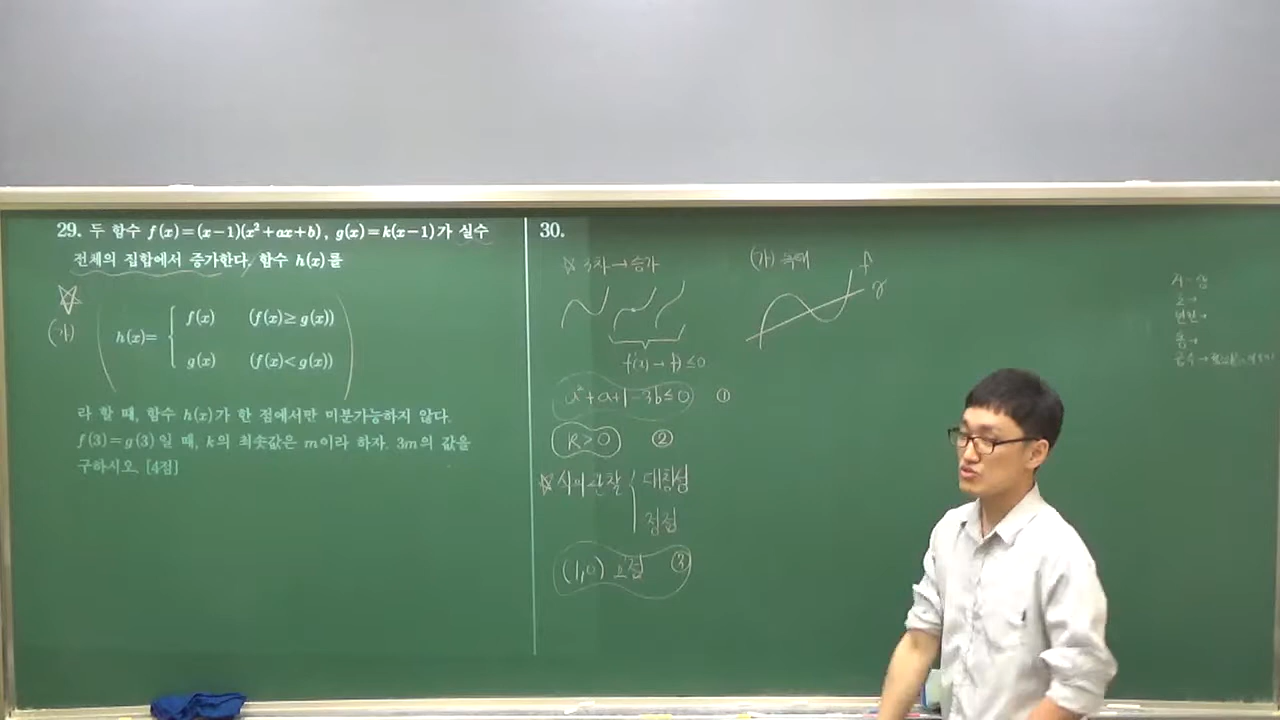 29. 두 함수 f(x)=(x-1)(x²+ax+b), g(x)=k(x-1)가 실수
전체의 집합에서 증가한다. 함수 h(x)를
(가)
h(x)= { f(x) (f(x)≥g(x))
g(x) (f(x)<g(x))
라 할 때, 함수 h(x)가 한 점에서만 미분가능하지 않다.
f(3)=g(3)일 때, k의 최솟값은 m이라 하자. 3m의 값을
구하시오. [4점]
30.
☆ 3차→증가
f'(x)→ ≤0
a²+a+1-3b≤0 ①
k>0 ②
☆ 식의 관찰 { 대칭성
정점
(1,0) ③
(가) 독해
f
g